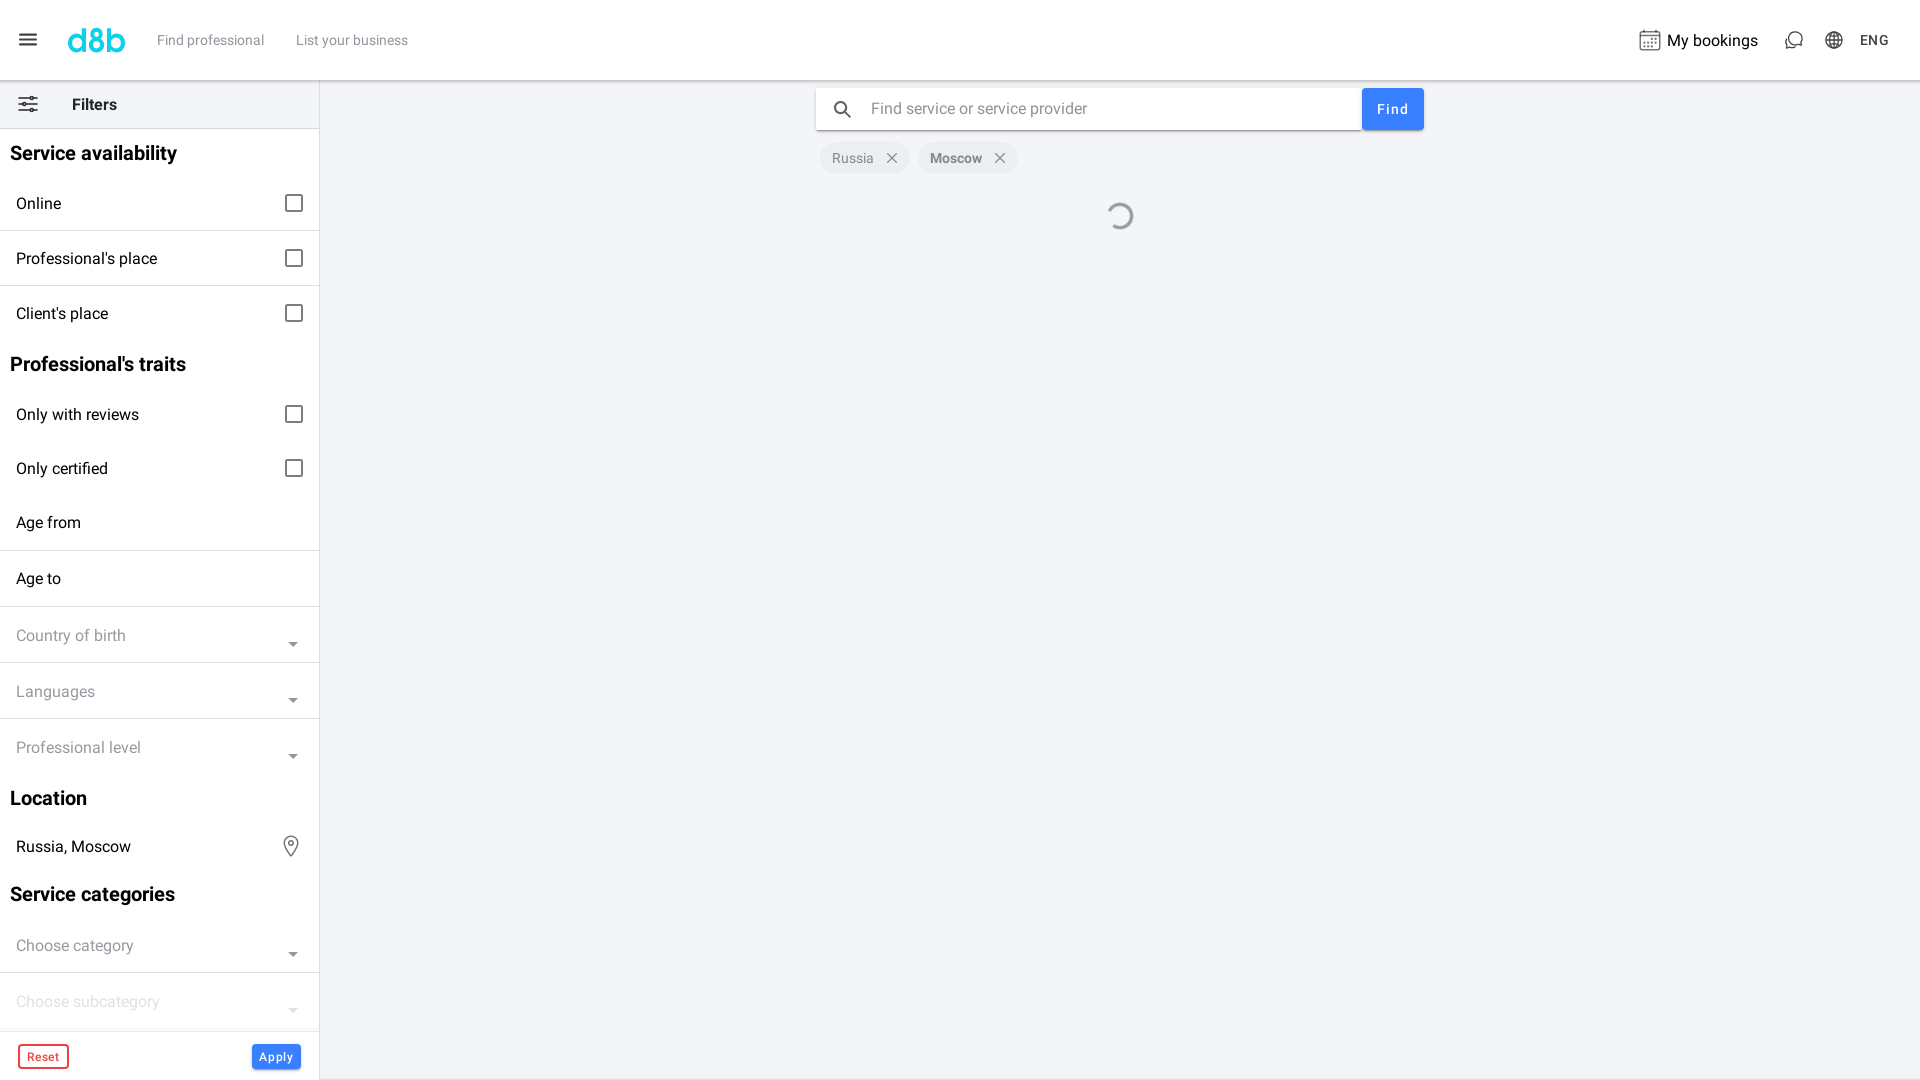 d8b
Find professional
List your business
My bookings
ENG
Filters
Service availability
Online
Professional's place
Client's place
Professional's traits
Only with reviews
Only certified
Age from
Age to
Country of birth
Languages
Professional level
Location
Russia, Moscow
Service categories
Choose category
Choose subcategory
Reset
Apply
Find service or service provider
Find
Russia
Moscow